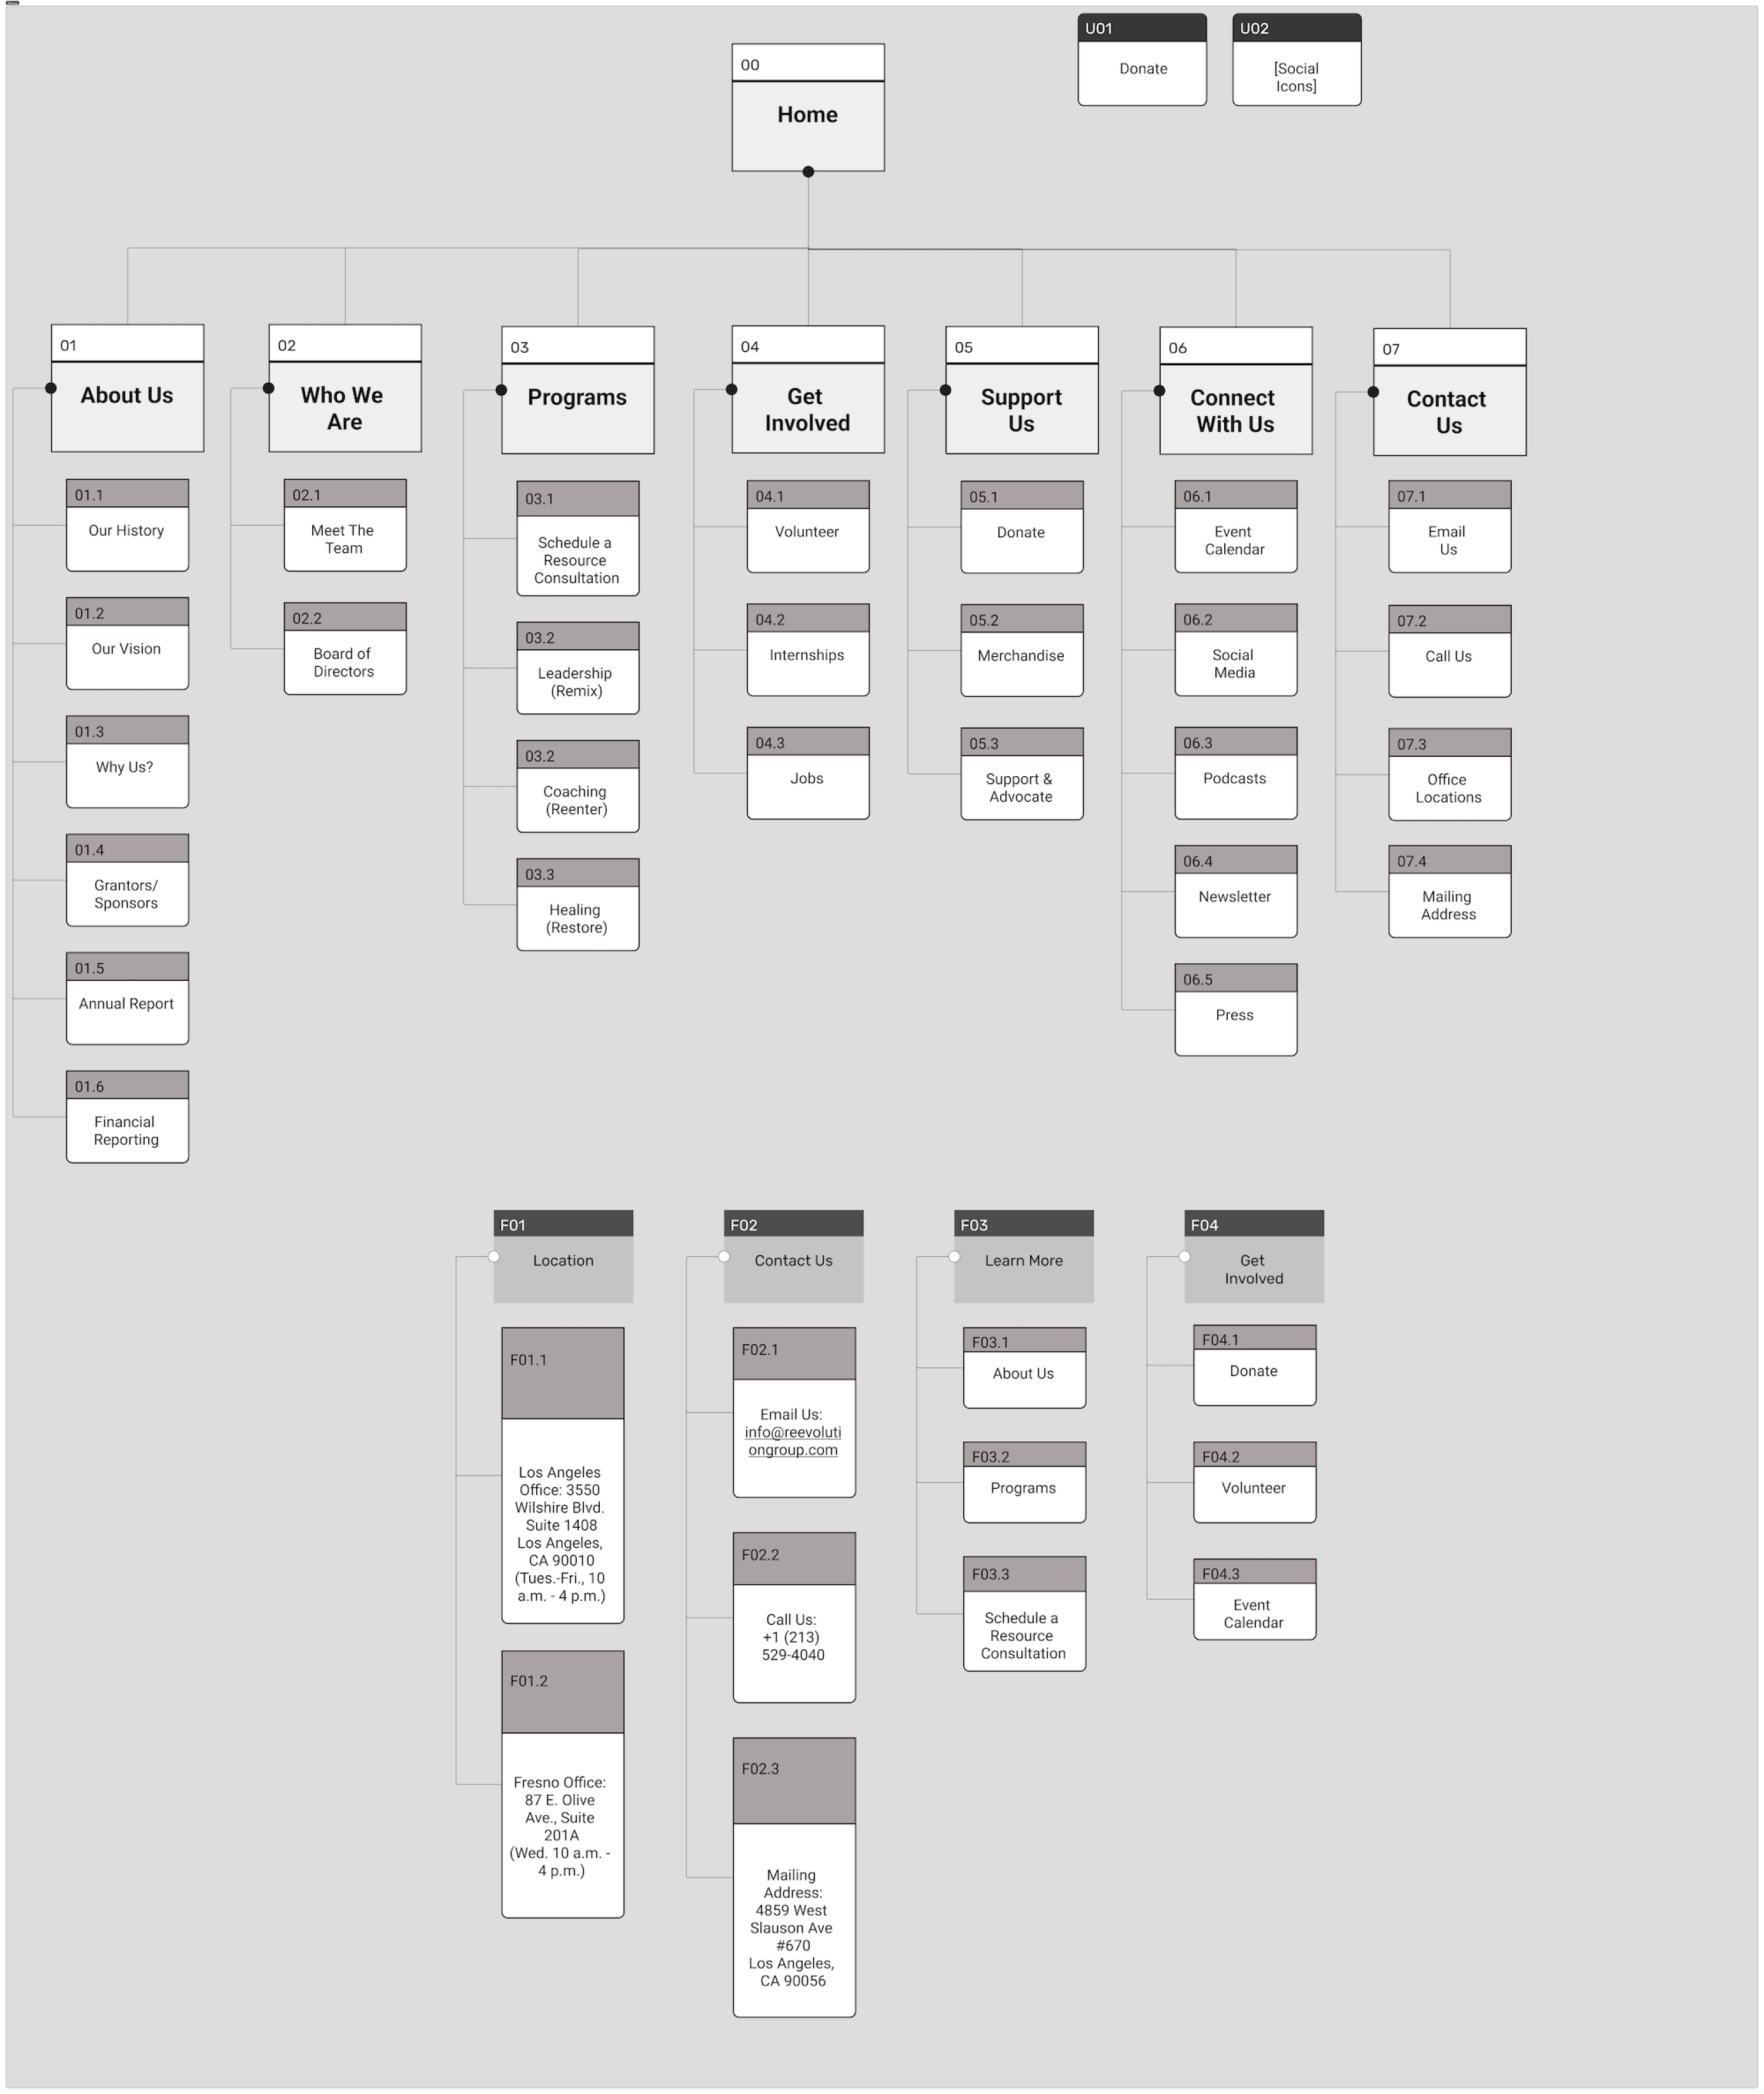 U01
Donate
U02
[Social
Icons]
00
Home
01
About Us
01.1
Our History
01.2
Our Vision
01.3
Why Us?
01.4
Grantors/
Sponsors
01.5
Annual Report
01.6
Financial
Reporting
02
Who We
Are
02.1
Meet The
Team
02.2
Board of
Directors
03
Programs
03.1
Schedule a
Resource
Consultation
03.2
Leadership
(Remix)
03.2
Coaching
(Reenter)
03.3
Healing
(Restore)
04
Get
Involved
04.1
Volunteer
04.2
Internships
04.3
Jobs
05
Support
Us
05.1
Donate
05.2
Merchandise
05.3
Support &
Advocate
06
Connect
With Us
06.1
Event
Calendar
06.2
Social
Media
06.3
Podcasts
06.4
Newsletter
06.5
Press
07
Contact
Us
07.1
Email
Us
07.2
Call Us
07.3
Office
Locations
07.4
Mailing
Address
F01
Location
F01.1
Los Angeles
Office: 3550
Wilshire Blvd.
Suite 1408
Los Angeles,
CA 90010
(Tues.-Fri., 10
a.m. - 4 p.m.)
F01.2
Fresno Office:
87 E. Olive
Ave., Suite
201A
(Wed. 10 a.m. -
4 p.m.)
F02
Contact Us
F02.1
Email Us:
info@reevoluti
ongroup.com
F02.2
Call Us:
+1 (213)
529-4040
F02.3
Mailing
Address:
4859 West
Slauson Ave
#670
Los Angeles,
CA 90056
F03
Learn More
F03.1
About Us
F03.2
Programs
F03.3
Schedule a
Resource
Consultation
F04
Get
Involved
F04.1
Donate
F04.2
Volunteer
F04.3
Event
Calendar